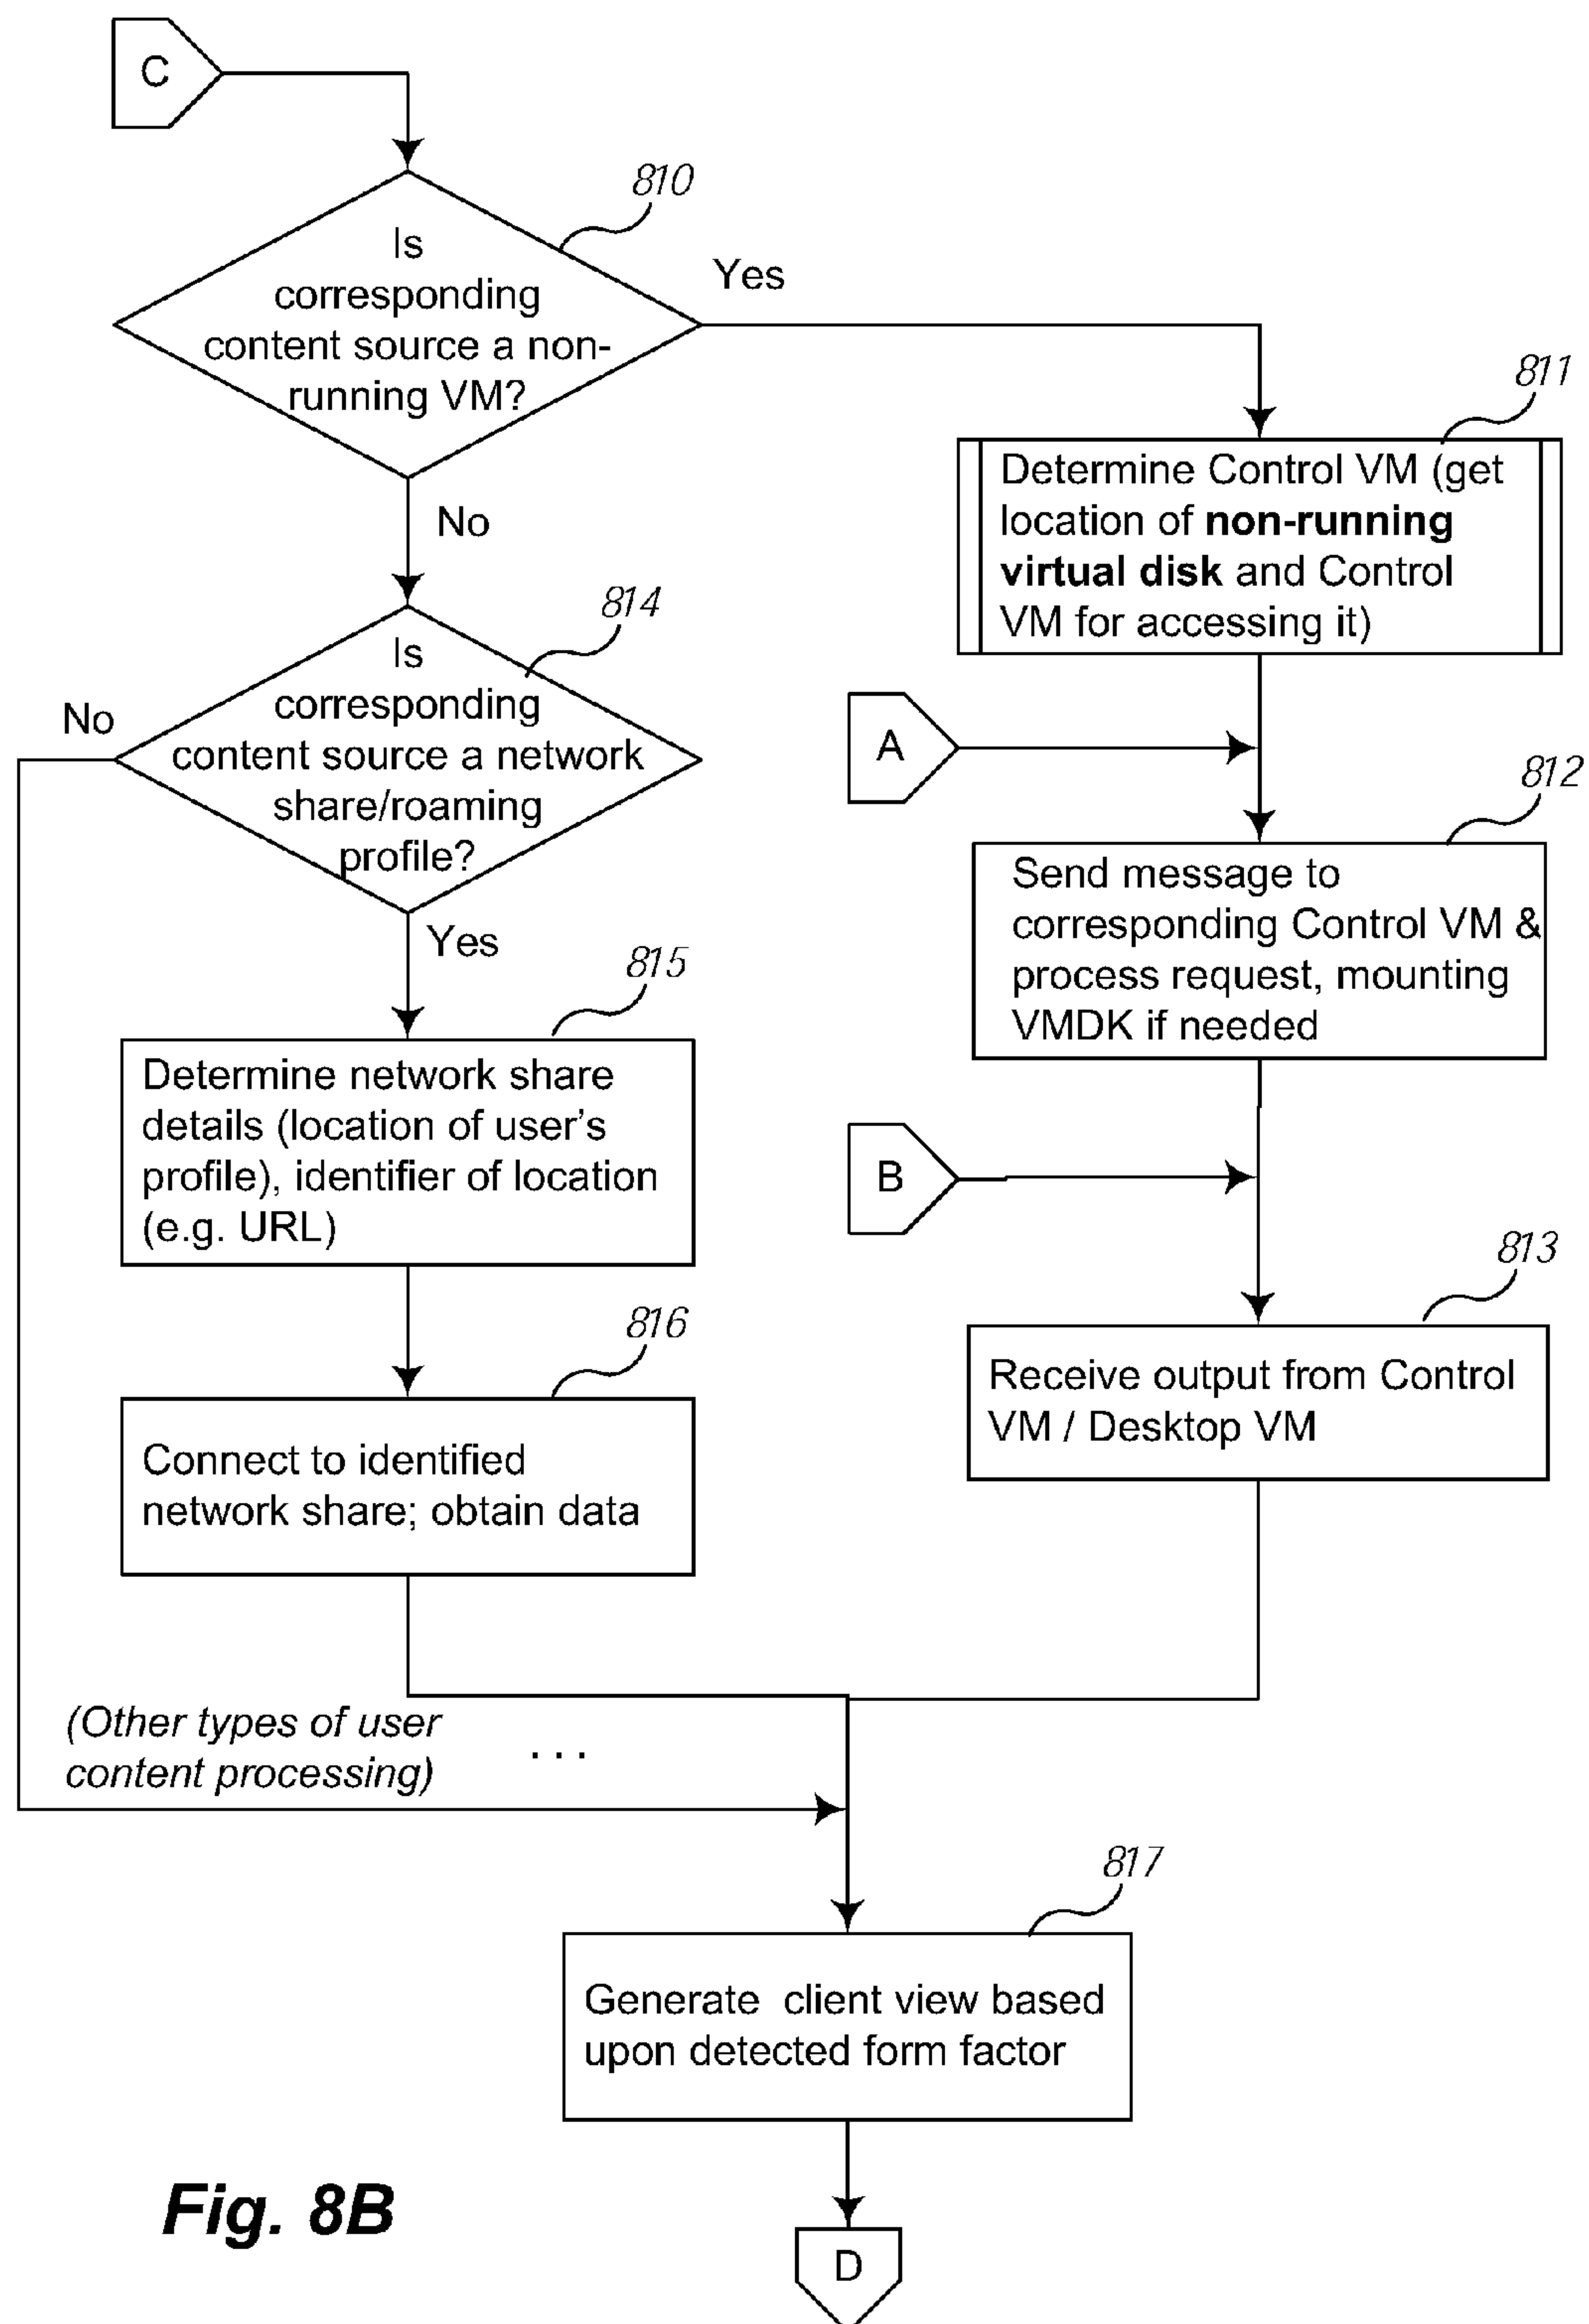 C
810
Is
corresponding
content source a non-
running VM?
Yes
No
811
Determine Control VM (get
location of non-running
virtual disk and Control
VM for accessing it)
814
Is
corresponding
content source a network
share/roaming
profile?
No
Yes
A
812
Send message to
corresponding Control VM &
process request, mounting
VMDK if needed
815
Determine network share
details (location of user's
profile), identifier of location
(e.g. URL)
B
813
Receive output from Control
VM / Desktop VM
816
Connect to identified
network share; obtain data
(Other types of user
content processing)
...
817
Generate client view based
upon detected form factor
D
Fig. 8B